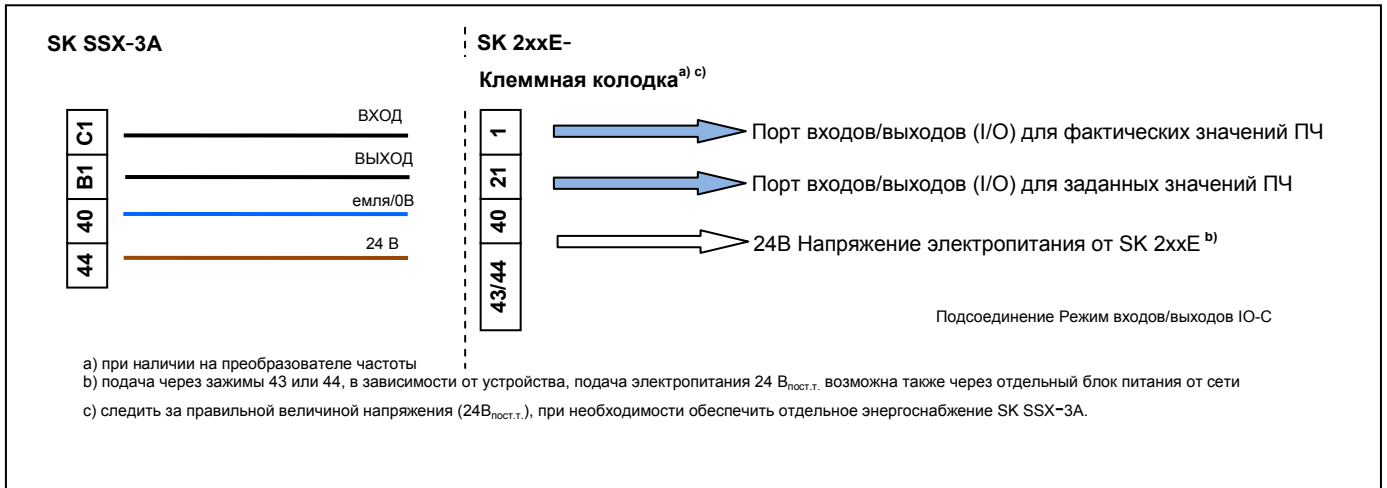 SK SSX-3A
SK 2xxE-
Клеммная колодка a) c)
C1
ВХОД
1
Порт входов/выходов (I/O) для фактических значений ПЧ
B1
ВЫХОД
21
Порт входов/выходов (I/O) для заданных значений ПЧ
40
емля/0В
40
24В Напряжение электропитания от SK 2xxE b)
44
24 В
43/44
Подсоединение Режим входов/выходов IO-C
a) при наличии на преобразователе частоты
b) подача через зажимы 43 или 44, в зависимости от устройства, подача электропитания 24 Впост.т. возможна также через отдельный блок питания от сети
c) следить за правильной величиной напряжения (24Впост.т.), при необходимости обеспечить отдельное энергоснабжение SK SSX-3A.